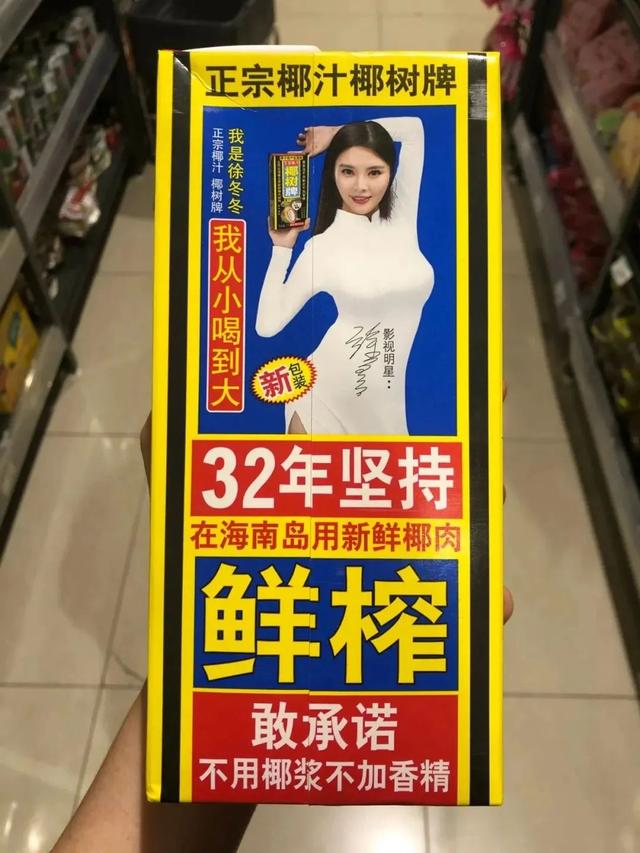 正宗椰汁椰树牌
我是徐冬冬
正宗椰汁 椰树牌
我从小喝到大
椰树牌
新包装
影视明星：
32年坚持
在海南岛用新鲜椰肉
鲜榨
敢承诺
不用椰浆不加香精